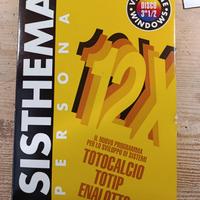 DISCO
3" 1/2
WINDOWS
SISTHEMA
PERSONA
12X
IL NUOVO PROGRAMMA
PER LO SVILUPPO DI SISTEMI
TOTOCALCIO
TOTIP
ENALOTTO